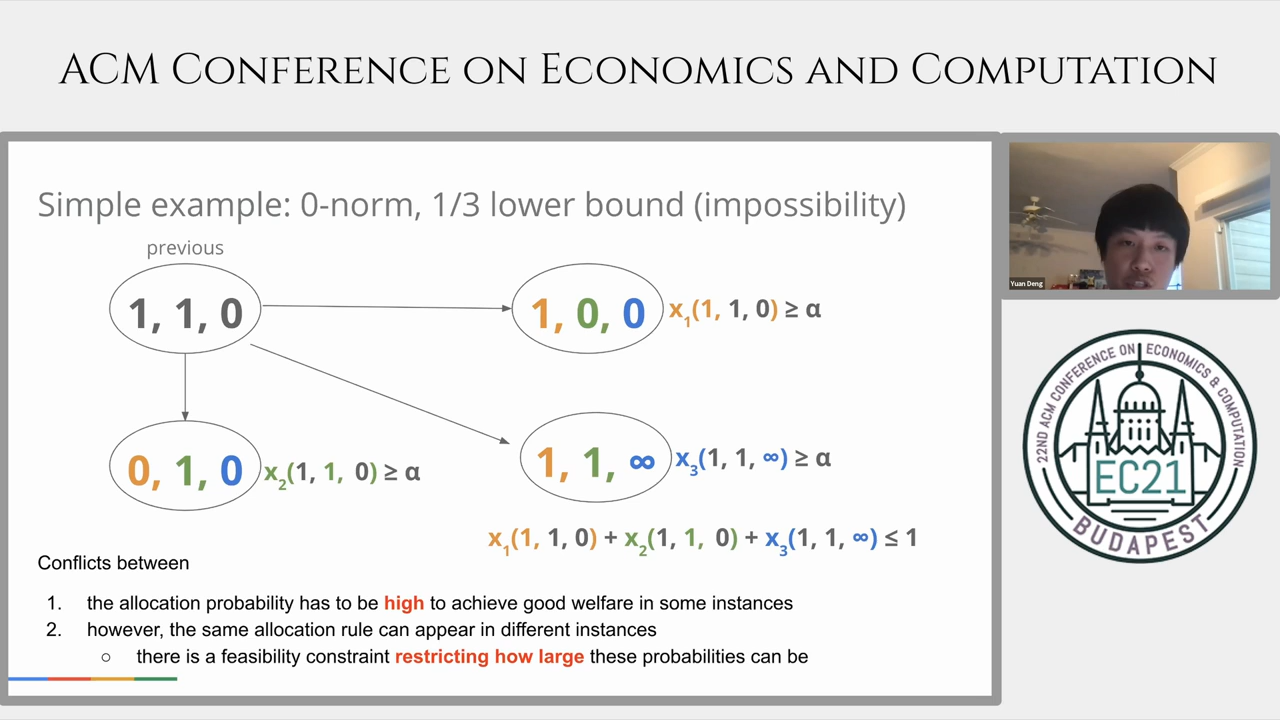 ACM Conference on Economics and Computation
Simple example: 0-norm, 1/3 lower bound (impossibility)
previous
1, 1, 0
1, 0, 0
x₁(1, 1, 0) ≥ α
0, 1, 0
x₂(1, 1, 0) ≥ α
1, 1, ∞
x₃(1, 1, ∞) ≥ α
x₁(1, 1, 0) + x₂(1, 1, 0) + x₃(1, 1, ∞) ≤ 1
Conflicts between
1. the allocation probability has to be high to achieve good welfare in some instances
2. however, the same allocation rule can appear in different instances
○ there is a feasibility constraint restricting how large these probabilities can be
Yuan Deng
22ND ACM CONFERENCE ON ECONOMICS & COMPUTATION
EC21
BUDAPEST